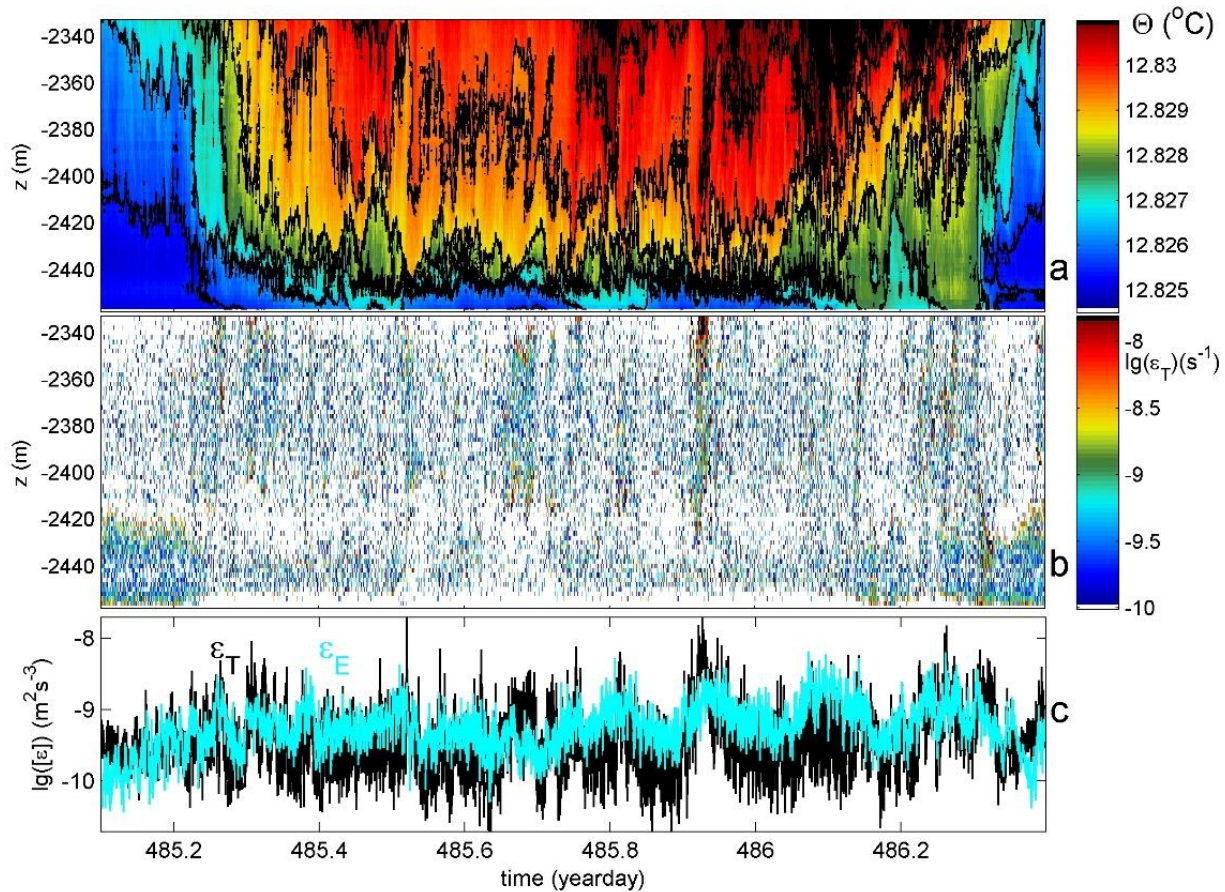 -2340
-2360
-2380
-2400
-2420
-2440
z (m)
a
Θ (°C)
12.83
12.829
12.828
12.827
12.826
12.825
-2340
-2360
-2380
-2400
-2420
-2440
z (m)
b
-8
lg(ε_T)(s⁻¹)
-8.5
-9
-9.5
-10
-8
-9
-10
lg([ε]) (m²s⁻³)
ε_T ε_E
c
485.2 485.4 485.6 485.8 486 486.2
time (yearday)